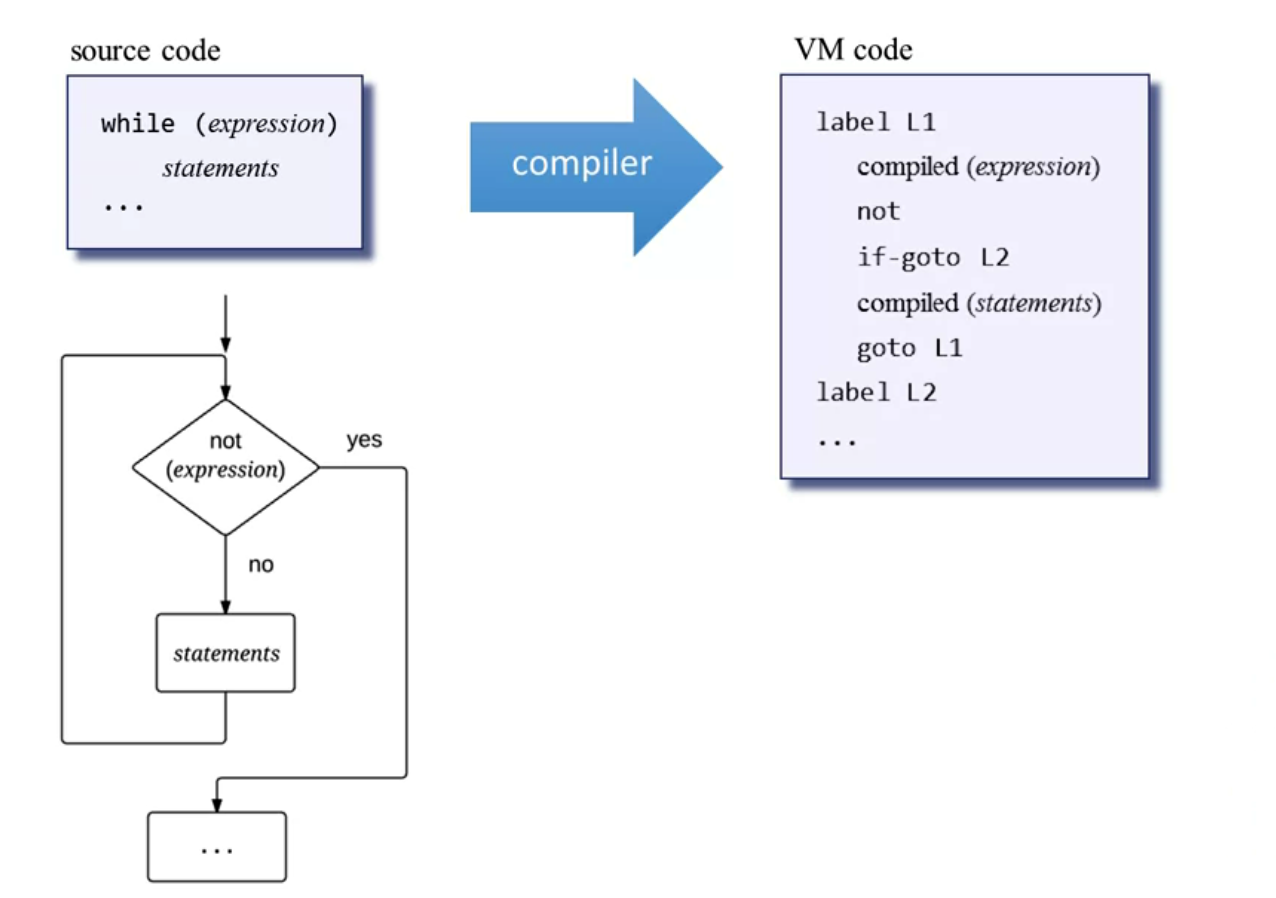 source code
while (expression)
statements
...
compiler
VM code
label L1
compiled (expression)
not
if-goto L2
compiled (statements)
goto L1
label L2
...
not
(expression)
yes
no
statements
...